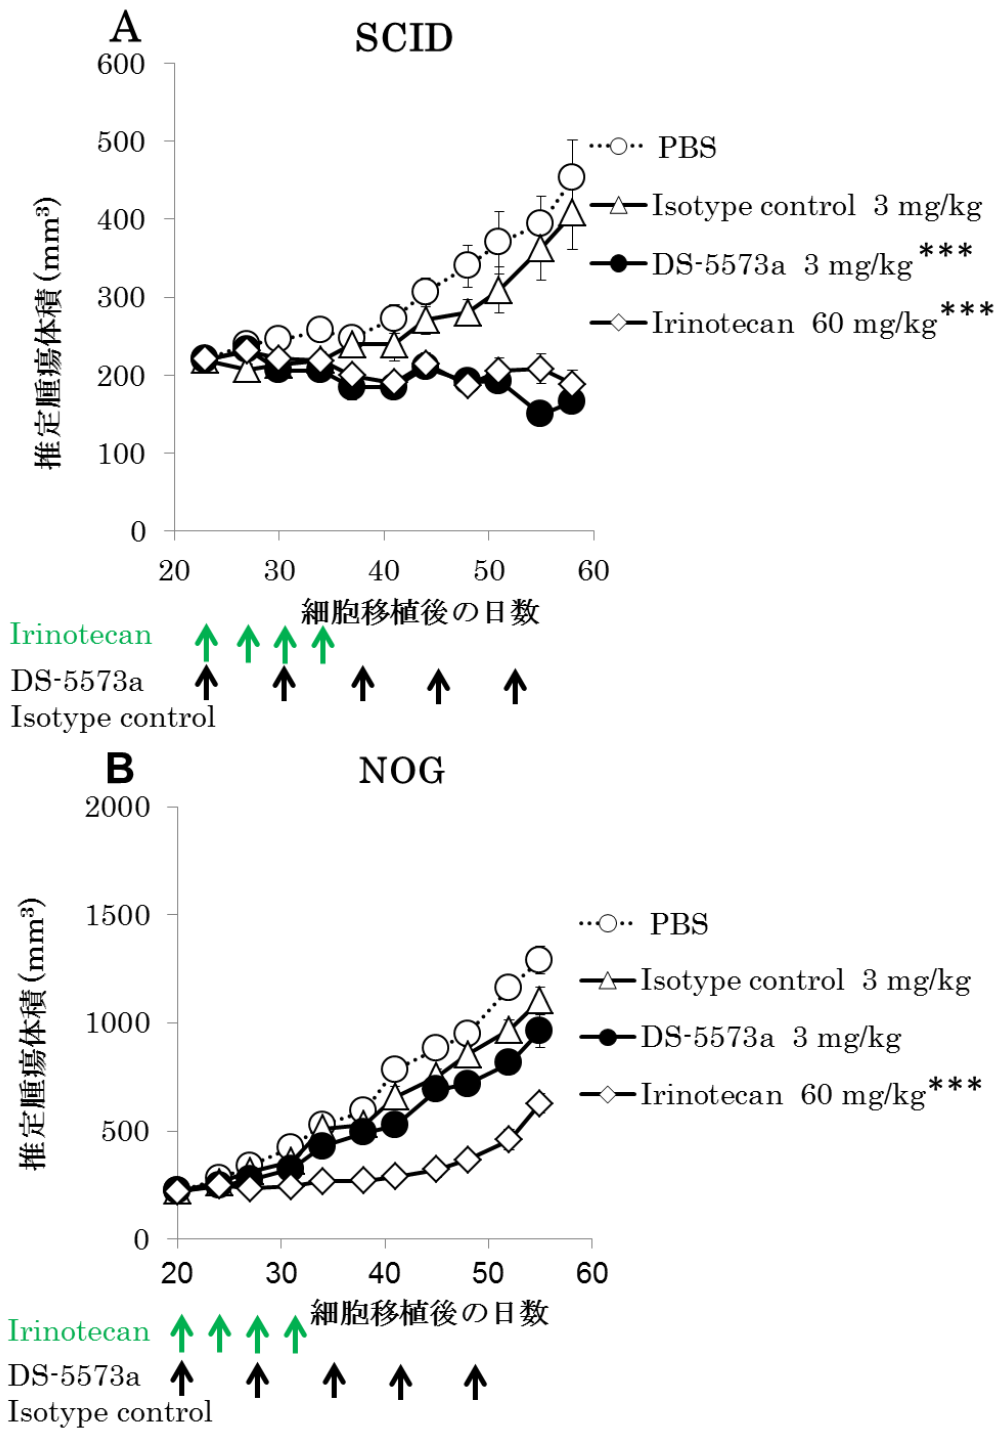 A
SCID
600
500
400
300
200
100
0
推定腫瘍体積(mm³)
PBS
Isotype control 3 mg/kg
DS-5573a 3 mg/kg***
Irinotecan 60 mg/kg***
20 30 40 50 60
細胞移植後の日数
Irinotecan
DS-5573a
Isotype control
B
NOG
2000
1500
1000
500
0
推定腫瘍体積(mm³)
PBS
Isotype control 3 mg/kg
DS-5573a 3 mg/kg
Irinotecan 60 mg/kg***
20 30 40 50 60
細胞移植後の日数
Irinotecan
DS-5573a
Isotype control